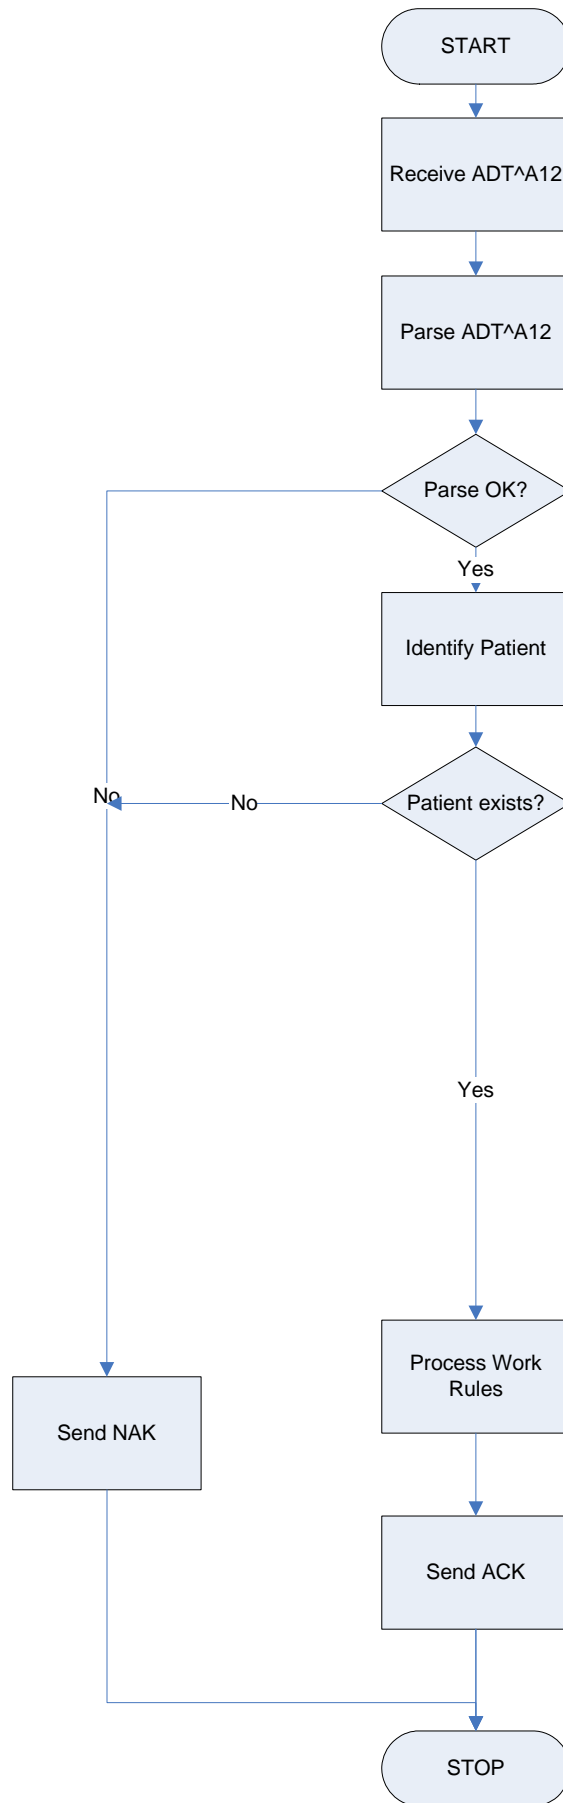 START
Receive ADT^A12
Parse ADT^A12
Parse OK?
Yes
Identify Patient
Patient exists?
No
No
Yes
Process Work
Rules
Send NAK
Send ACK
STOP